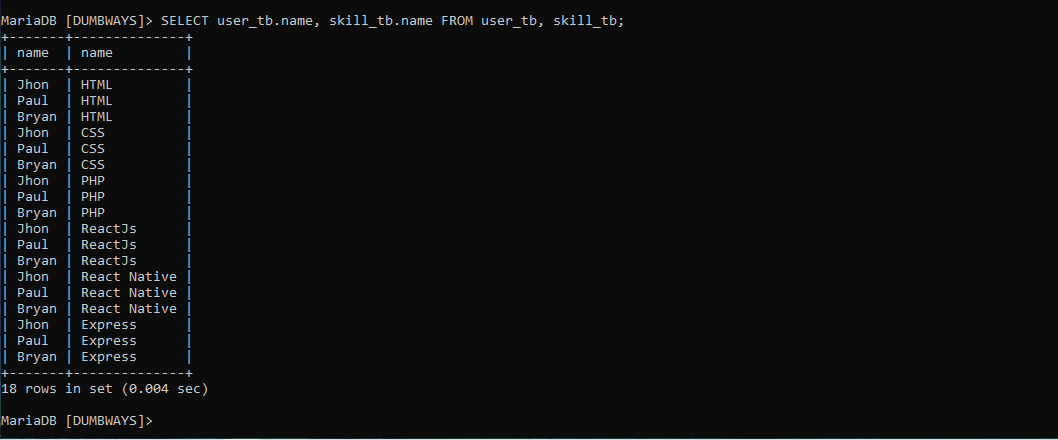 MariaDB [DUMBWAYS]> SELECT user_tb.name, skill_tb.name FROM user_tb, skill_tb;
+-------+--------------+
| name  | name         |
+-------+--------------+
| Jhon  | HTML         |
| Paul  | HTML         |
| Bryan | HTML         |
| Jhon  | CSS          |
| Paul  | CSS          |
| Bryan | CSS          |
| Jhon  | PHP          |
| Paul  | PHP          |
| Bryan | PHP          |
| Jhon  | ReactJs      |
| Paul  | ReactJs      |
| Bryan | ReactJs      |
| Jhon  | React Native |
| Paul  | React Native |
| Bryan | React Native |
| Jhon  | Express      |
| Paul  | Express      |
| Bryan | Express      |
+-------+--------------+
18 rows in set (0.004 sec)
MariaDB [DUMBWAYS]>